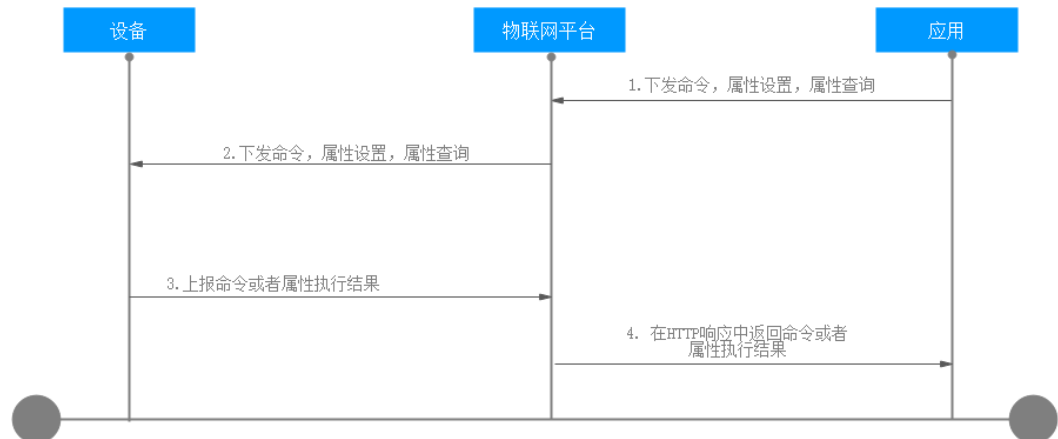 设备
物联网平台
应用
1.下发命令，属性设置，属性查询
2.下发命令，属性设置，属性查询
3.上报命令或者属性执行结果
4. 在HTTP响应中返回命令或者
属性执行结果